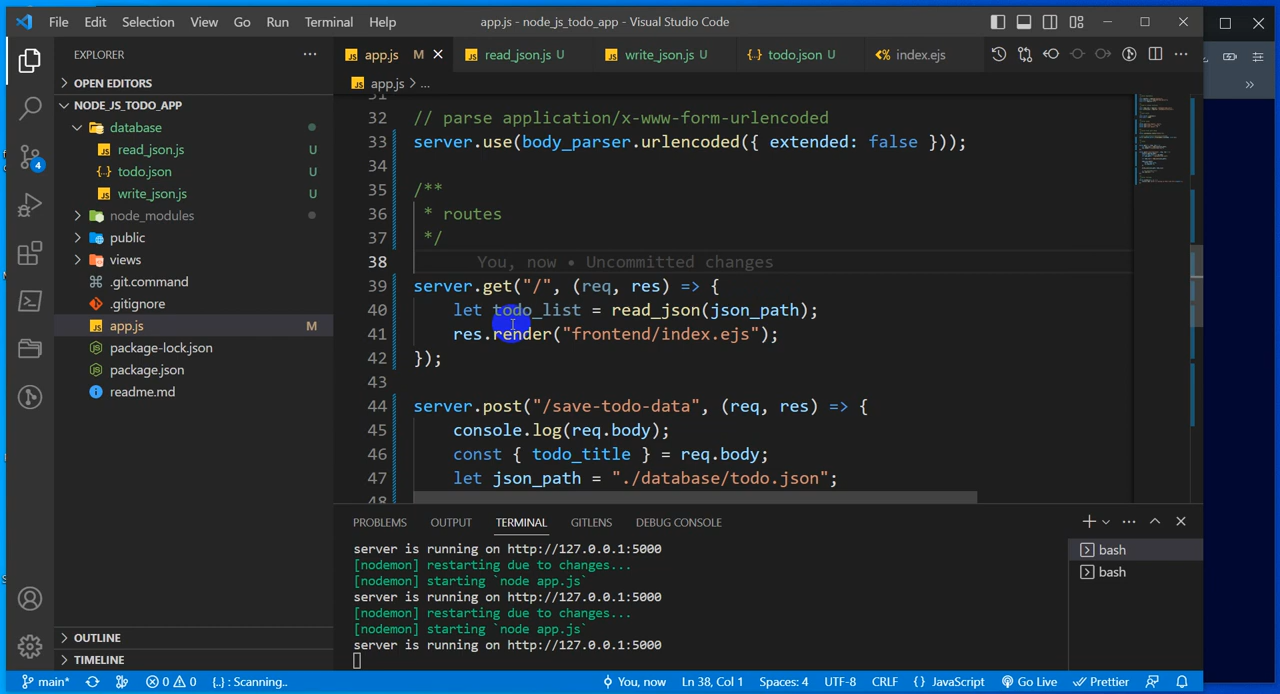 File Edit Selection View Go Run Terminal Help
app.js - node_js_todo_app - Visual Studio Code
EXPLORER
OPEN EDITORS
NODE_JS_TODO_APP
database
read_json.js U
todo.json U
write_json.js U
node_modules
public
views
.git.command
.gitignore
app.js M
package-lock.json
package.json
readme.md
OUTLINE
TIMELINE
app.js M
read_json.js U
write_json.js U
todo.json U
index.ejs
app.js > ...
31
32 // parse application/x-www-form-urlencoded
33 server.use(body_parser.urlencoded({ extended: false }));
34
35 /**
36 * routes
37 */
38 You, now • Uncommitted changes
39 server.get("/", (req, res) => {
40 let todo_list = read_json(json_path);
41 res.render("frontend/index.ejs");
42 });
43
44 server.post("/save-todo-data", (req, res) => {
45 console.log(req.body);
46 const { todo_title } = req.body;
47 let json_path = "./database/todo.json";
48
PROBLEMS OUTPUT TERMINAL GITLENS DEBUG CONSOLE
server is running on http://127.0.0.1:5000
[nodemon] restarting due to changes...
[nodemon] starting `node app.js`
server is running on http://127.0.0.1:5000
[nodemon] restarting due to changes...
[nodemon] starting `node app.js`
server is running on http://127.0.0.1:5000
bash
bash
4
main* 0 0 {..} : Scanning..
You, now Ln 38, Col 1 Spaces: 4 UTF-8 CRLF {} JavaScript Go Live Prettier